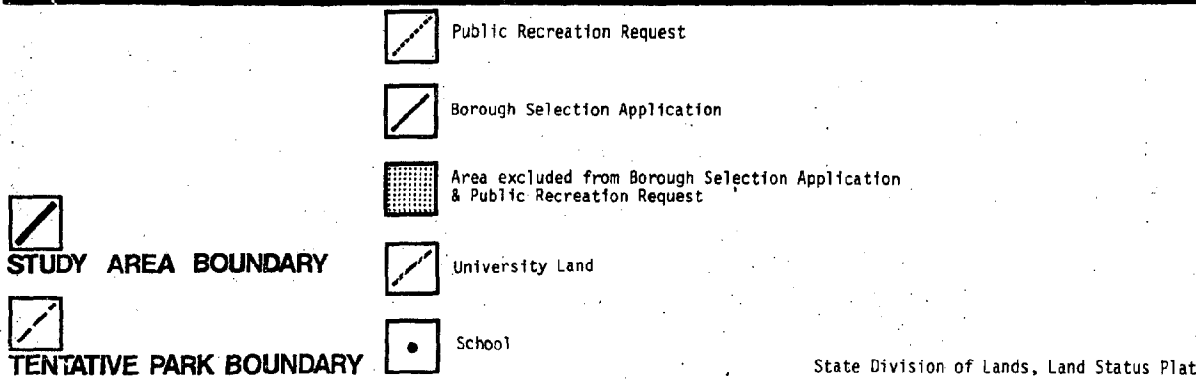 Public Recreation Request
Borough Selection Application
Area excluded from Borough Selection Application
& Public Recreation Request
STUDY AREA BOUNDARY
University Land
TENTATIVE PARK BOUNDARY
School
State Division of Lands, Land Status Plat